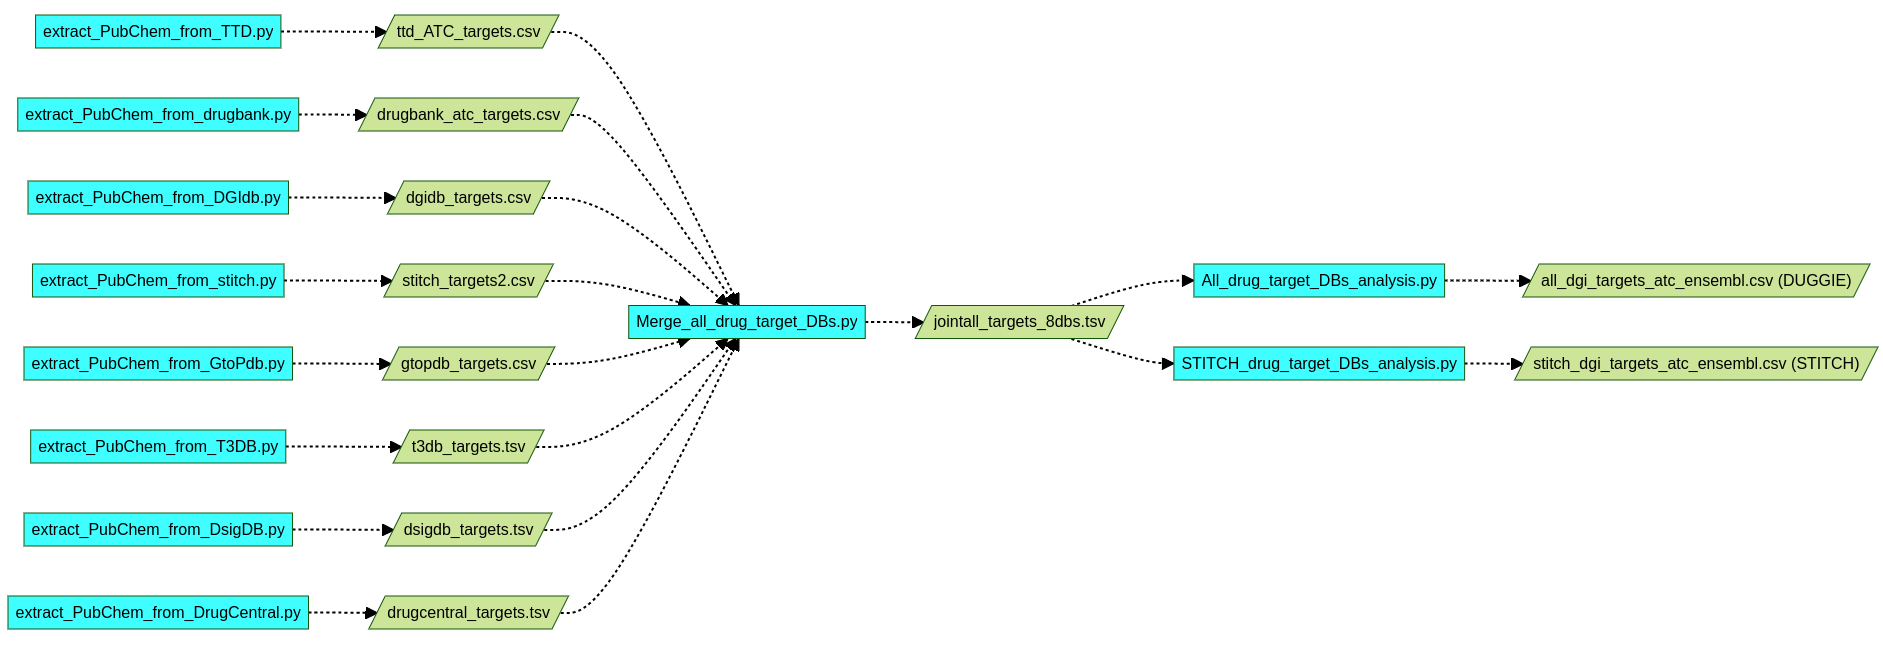 extract_PubChem_from_TTD.py
ttd_ATC_targets.csv
extract_PubChem_from_drugbank.py
drugbank_atc_targets.csv
extract_PubChem_from_DGIdb.py
dgidb_targets.csv
extract_PubChem_from_stitch.py
stitch_targets2.csv
All_drug_target_DBs_analysis.py
all_dgi_targets_atc_ensembl.csv (DUGGIE)
Merge_all_drug_target_DBs.py
jointall_targets_8dbs.tsv
extract_PubChem_from_GtoPdb.py
gtopdb_targets.csv
STITCH_drug_target_DBs_analysis.py
stitch_dgi_targets_atc_ensembl.csv (STITCH)
extract_PubChem_from_T3DB.py
t3db_targets.tsv
extract_PubChem_from_DsigDB.py
dsigdb_targets.tsv
extract_PubChem_from_DrugCentral.py
drugcentral_targets.tsv